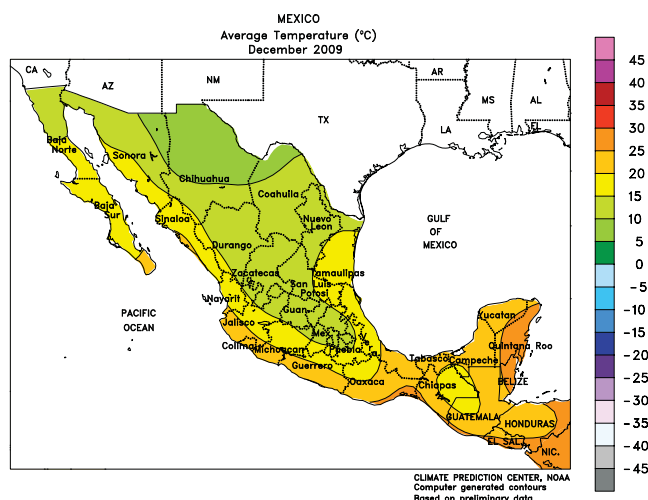 MEXICO
Average Temperature (°C)
December 2009
CA
AZ
NM
TX
AR
LA
MS
AL
FL
Baja
Norte
Sonora
Chihuahua
Coahuila
Baja
Sur
Sinaloa
Nuevo
Leon
Durango
GULF
OF
MEXICO
Zacatecas
Tamaulipas
San Luis
Potosi
Nayarit
Guan.
PACIFIC
OCEAN
Jalisco
Mex.
Colima
Michoacan
Puebla
Guerrero
Oaxaca
Tabasco
Campeche
Chiapas
Yucatan
Quintana Roo
BELIZE
GUATEMALA
HONDURAS
EL SAL.
NIC.
45
40
35
30
25
20
15
10
5
0
-5
-10
-15
-20
-25
-30
-35
-40
-45
CLIMATE PREDICTION CENTER, NOAA
Computer generated contours
Based on preliminary data